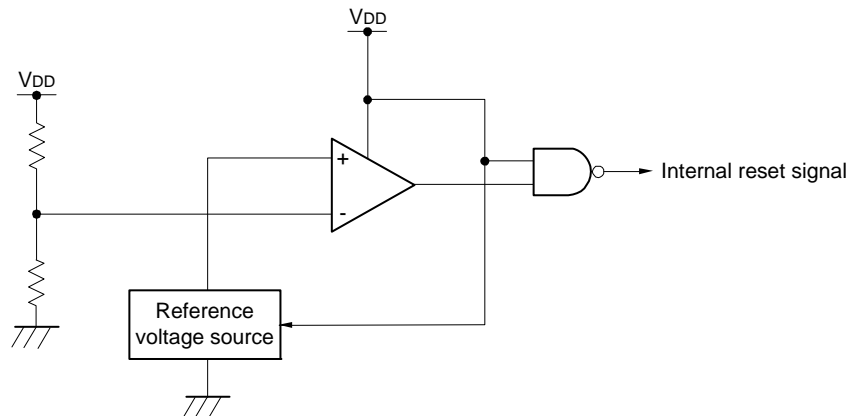 VDD
VDD
+
-
Internal reset signal
Reference
voltage source